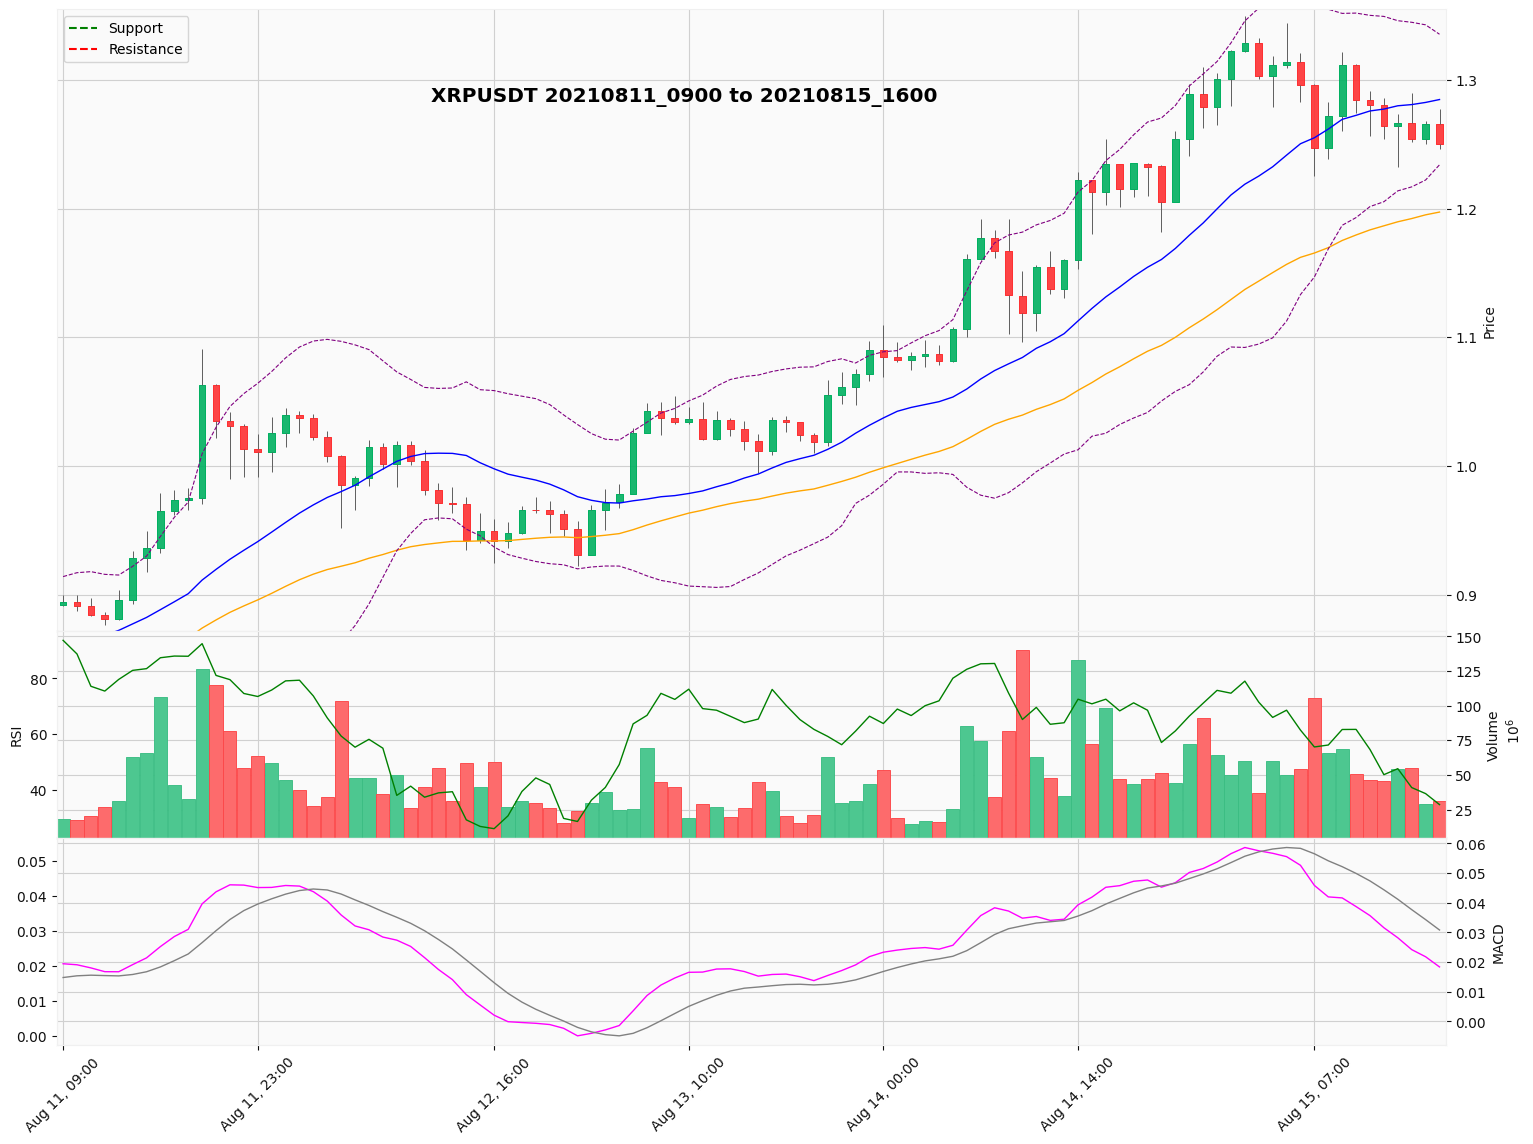 Support
Resistance
XRPUSDT 20210811_0900 to 20210815_1600
1.3
1.2
1.1
1.0
0.9
Price
80
60
40
RSI
150
125
100
75
50
25
Volume
10^6
0.05
0.04
0.03
0.02
0.01
0.00
0.06
0.05
0.04
0.03
0.02
0.01
0.00
MACD
Aug 11, 09:00
Aug 11, 23:00
Aug 12, 16:00
Aug 13, 10:00
Aug 14, 00:00
Aug 14, 14:00
Aug 15, 07:00